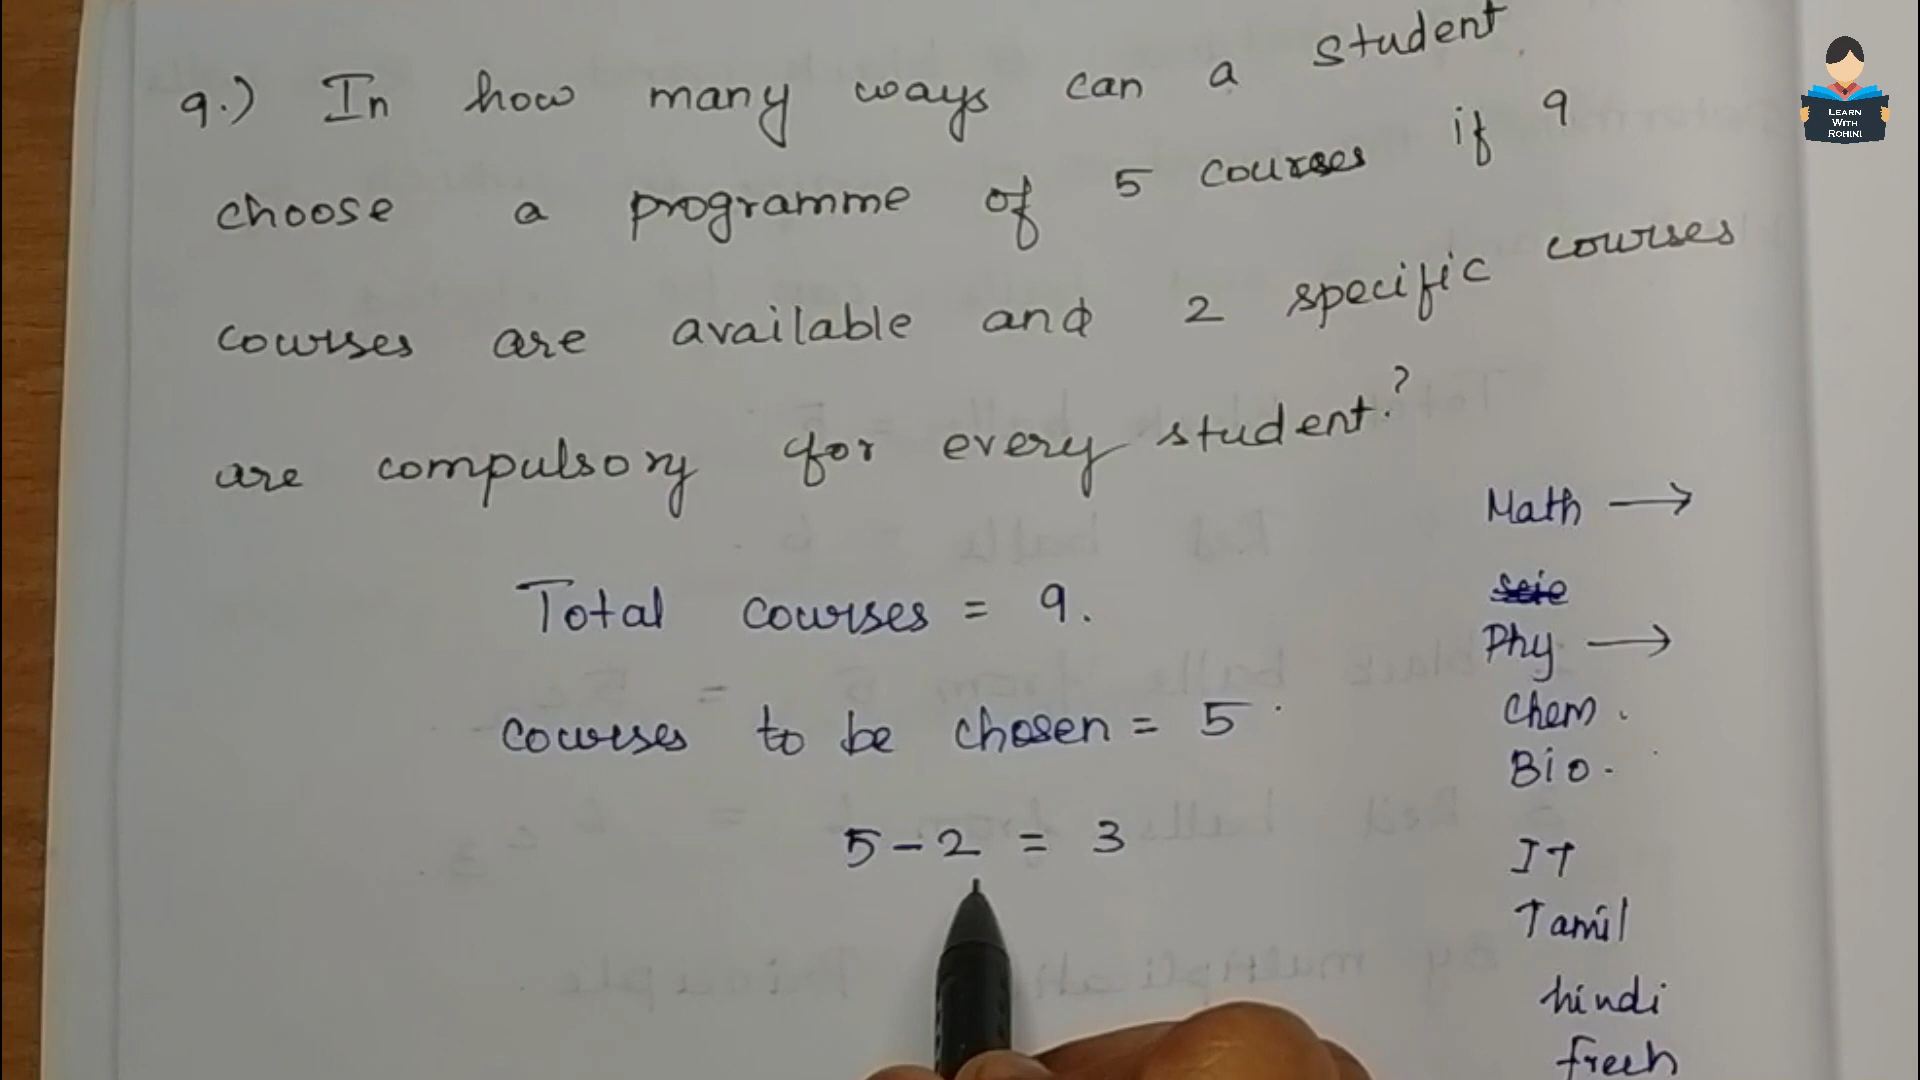 9.) In how many ways can a student
choose a programme of 5 courses if 9
courses are available and 2 specific courses
are compulsory for every student.?
Total courses = 9.
courses to be chosen = 5
5 - 2 = 3
Math →
Phy →
Chem.
Bio.
IT
Tamil
hindi
LEARN
WITH
ROHINI